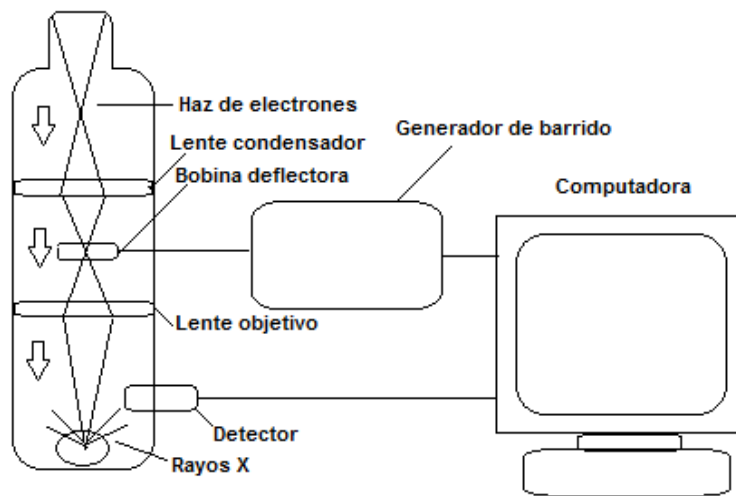 Haz de electrones
Generador de barrido
Lente condensador
Bobina deflectora
Computadora
Lente objetivo
Detector
Rayos X